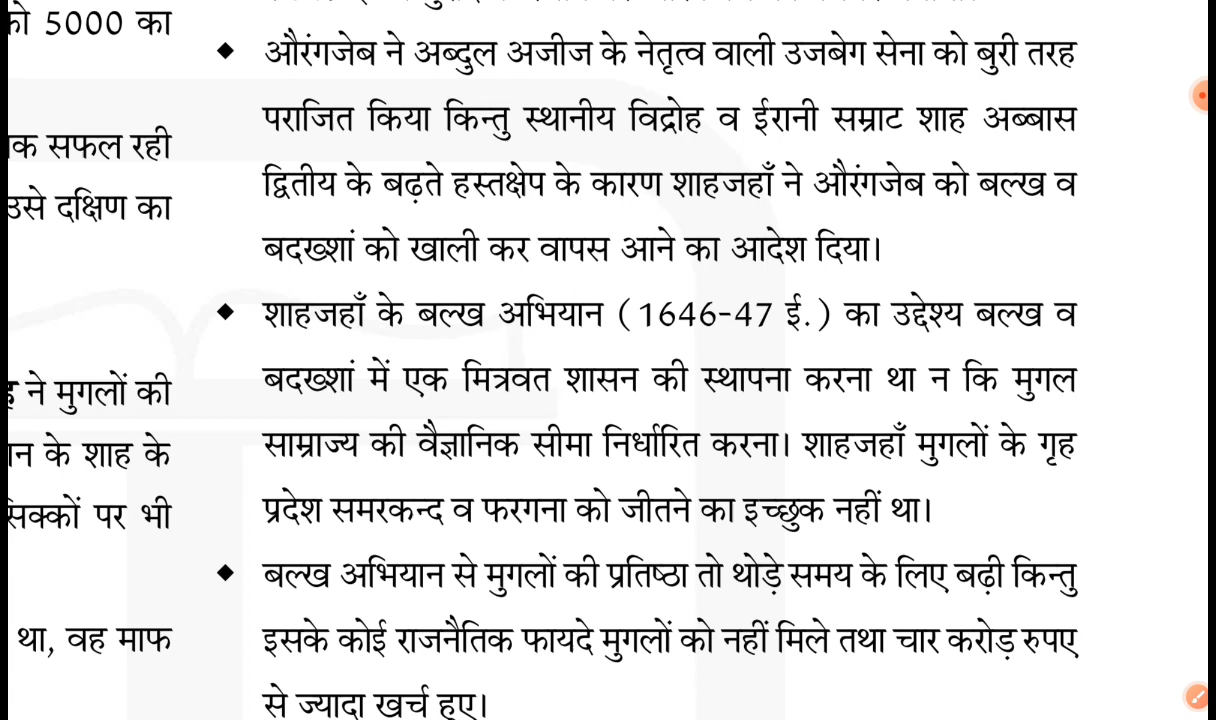 को 5000 का
क सफल रही
उसे दक्षिण का
ने मुगलों की
न के शाह के
सिक्कों पर भी
था, वह माफ
◆ औरंगजेब ने अब्दुल अजीज के नेतृत्व वाली उजबेग सेना को बुरी तरह
पराजित किया किन्तु स्थानीय विद्रोह व ईरानी सम्राट शाह अब्बास
द्वितीय के बढ़ते हस्तक्षेप के कारण शाहजहाँ ने औरंगजेब को बल्ख व
बदख्शां को खाली कर वापस आने का आदेश दिया।
◆ शाहजहाँ के बल्ख अभियान (1646-47 ई.) का उद्देश्य बल्ख व
बदख्शां में एक मित्रवत शासन की स्थापना करना था न कि मुगल
साम्राज्य की वैज्ञानिक सीमा निर्धारित करना। शाहजहाँ मुगलों के गृह
प्रदेश समरकन्द व फरगना को जीतने का इच्छुक नहीं था।
◆ बल्ख अभियान से मुगलों की प्रतिष्ठा तो थोड़े समय के लिए बढ़ी किन्तु
इसके कोई राजनैतिक फायदे मुगलों को नहीं मिले तथा चार करोड़ रुपए
से ज्यादा खर्च हुए।